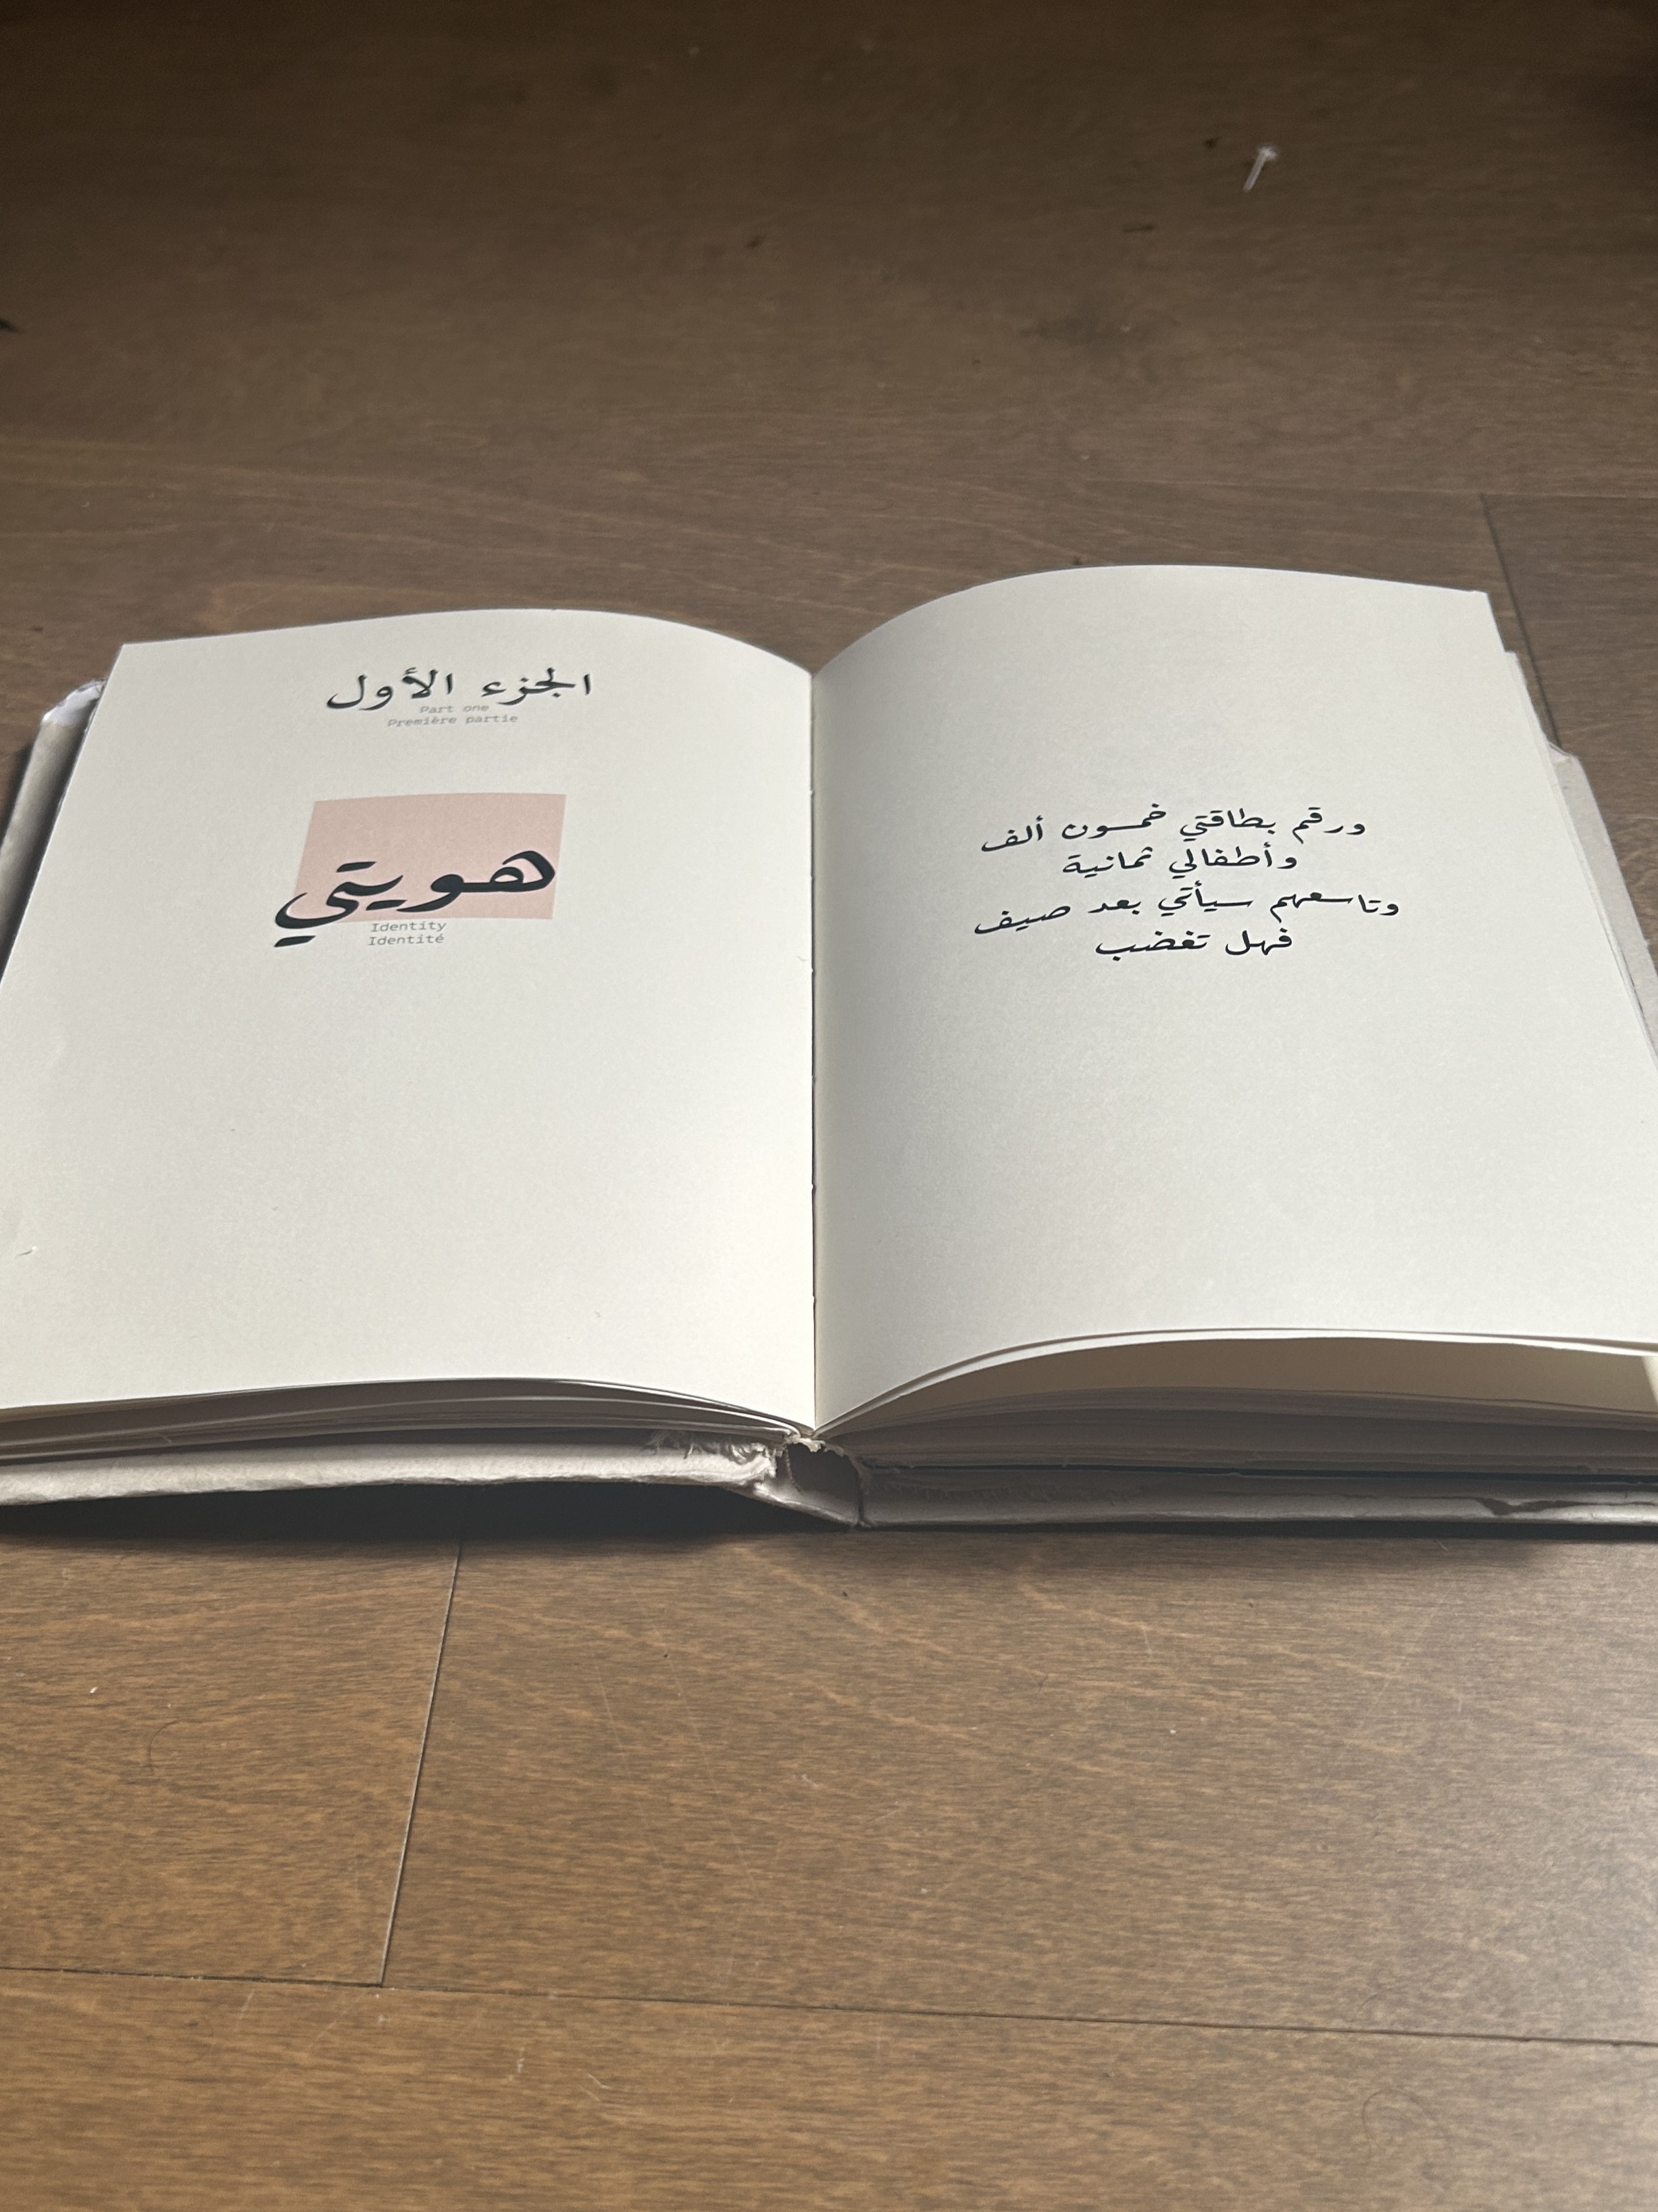 الجزء الأول
Part one
Première partie
هويتي
Identity
Identité
ورقم بطاقتي خمسون ألف
وأطفالي ثمانية
وتاسعهم سيأتي بعد صيف
فهل تغضب